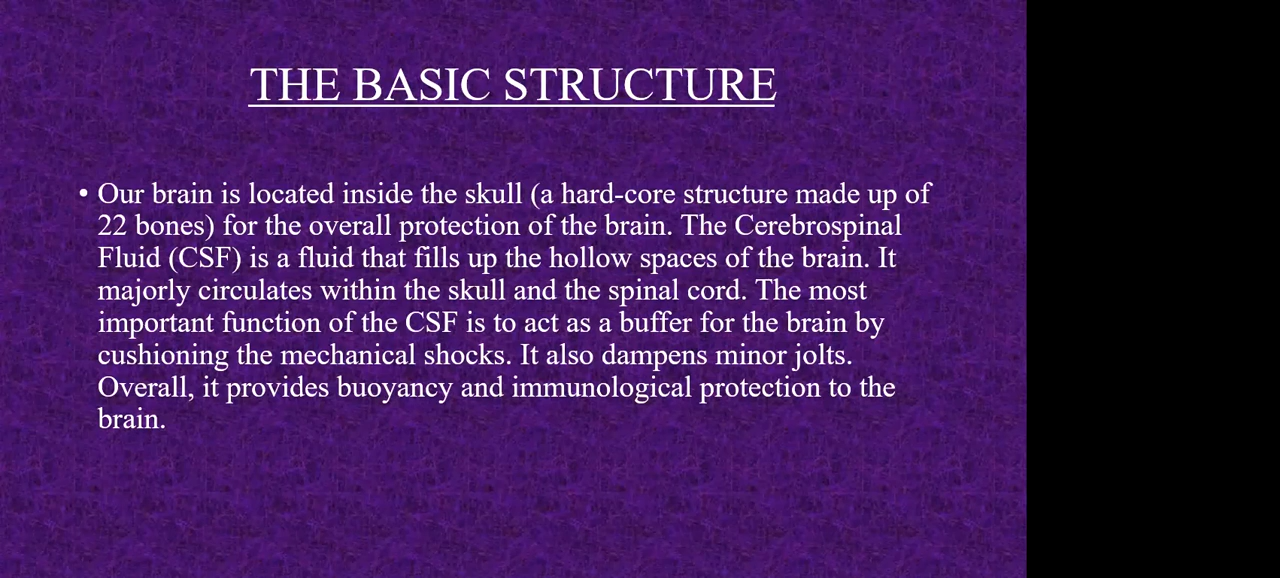 THE BASIC STRUCTURE
• Our brain is located inside the skull (a hard-core structure made up of
22 bones) for the overall protection of the brain. The Cerebrospinal
Fluid (CSF) is a fluid that fills up the hollow spaces of the brain. It
majorly circulates within the skull and the spinal cord. The most
important function of the CSF is to act as a buffer for the brain by
cushioning the mechanical shocks. It also dampens minor jolts.
Overall, it provides buoyancy and immunological protection to the
brain.